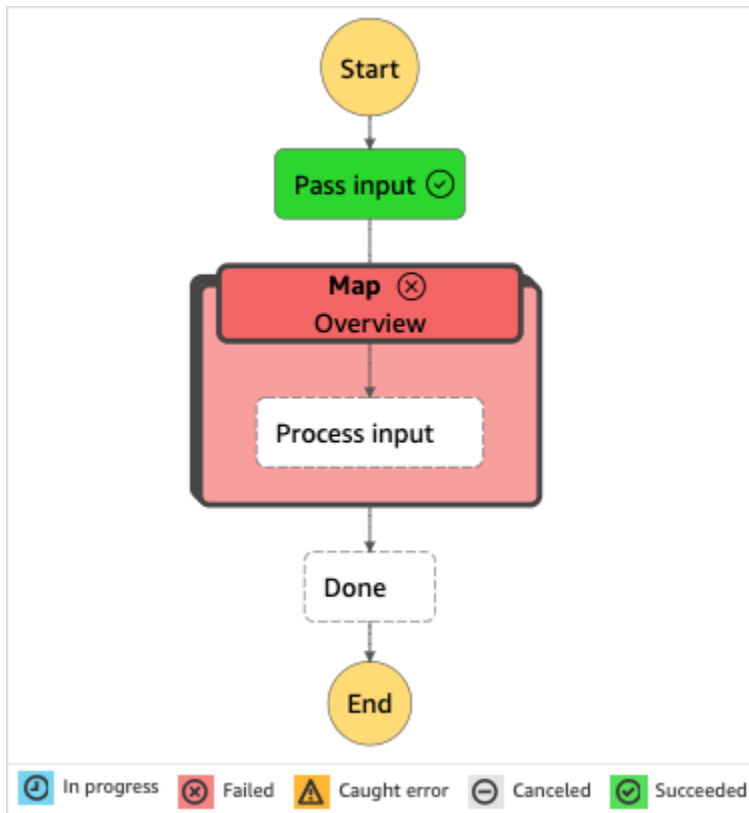 Start
Pass input
Map
Overview
Process input
Done
End
In progress Failed Caught error Canceled Succeeded